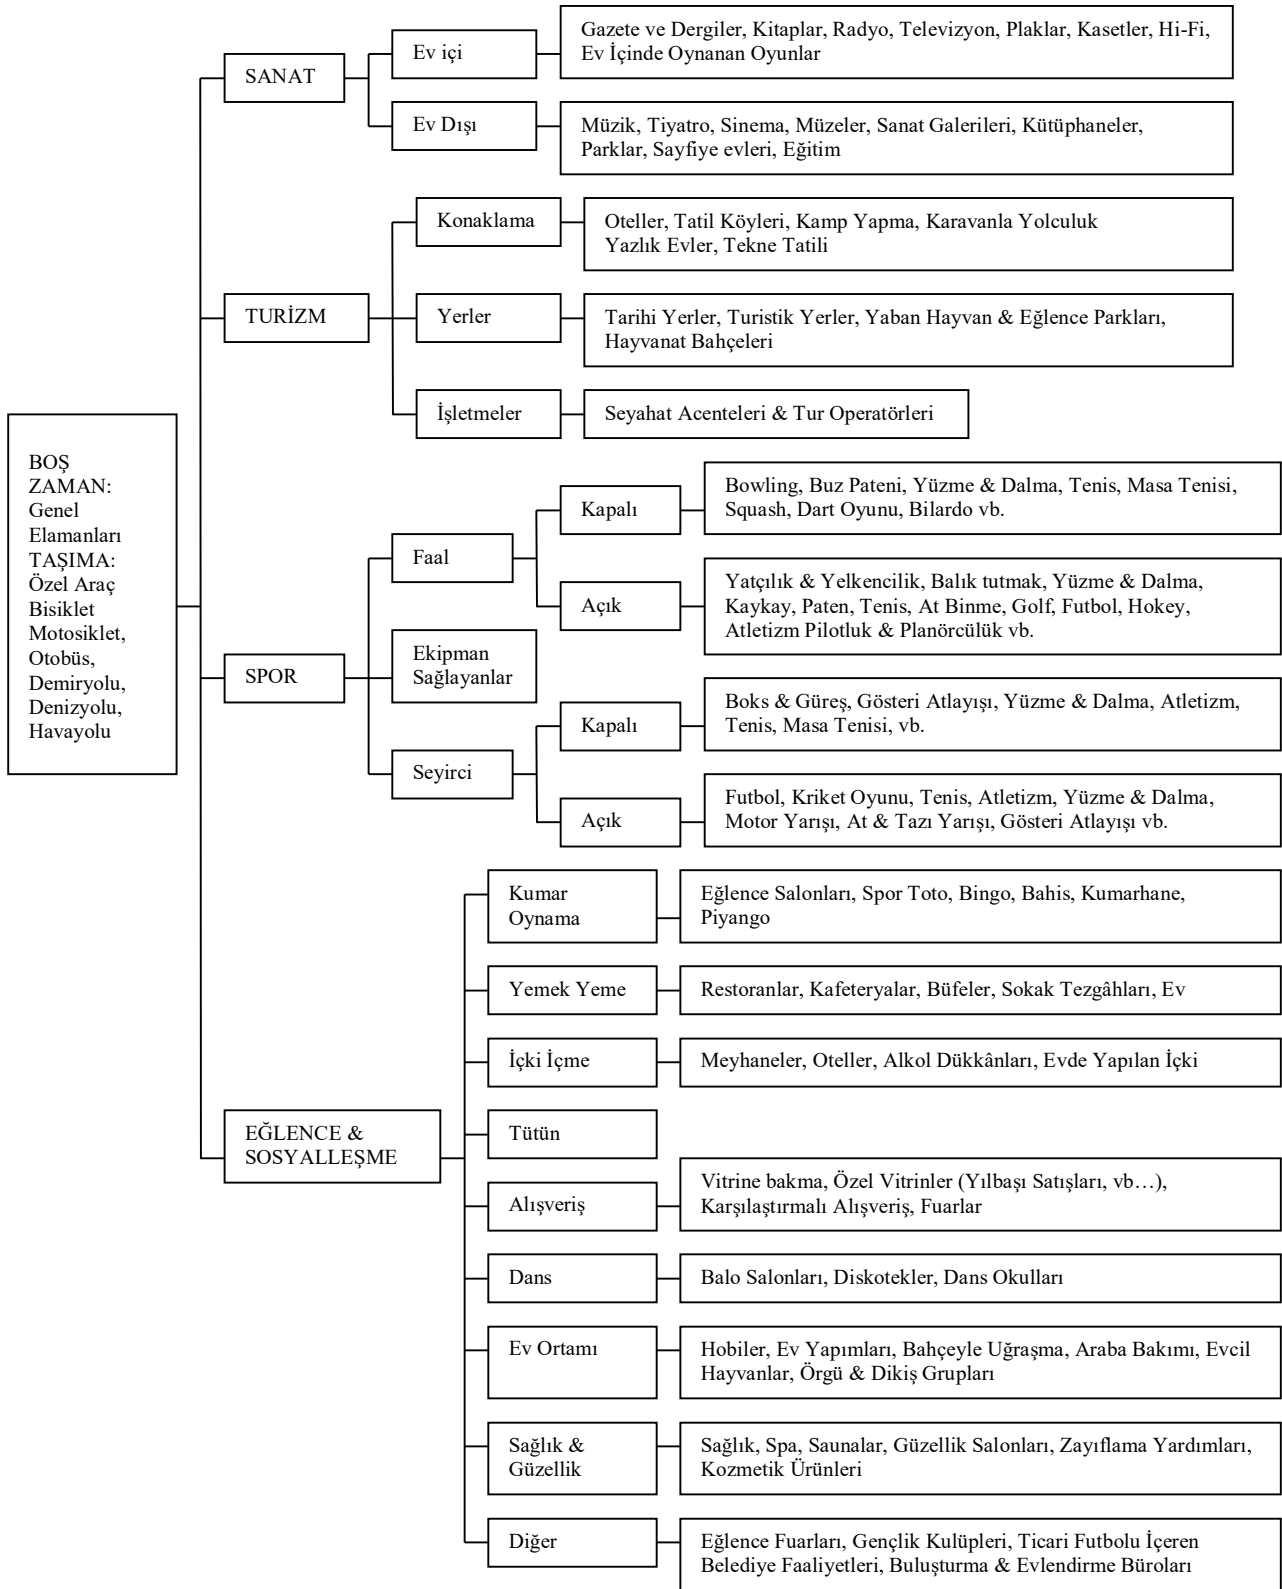 BOŞ
ZAMAN:
Genel
Elamanları
TAŞIMA:
Özel Araç
Bisiklet
Motosiklet,
Otobüs,
Demiryolu,
Denizyolu,
Havayolu
SANAT
Ev içi
Gazete ve Dergiler, Kitaplar, Radyo, Televizyon, Plaklar, Kasetler, Hi-Fi,
Ev İçinde Oynanan Oyunlar
Ev Dışı
Müzik, Tiyatro, Sinema, Müzeler, Sanat Galerileri, Kütüphaneler,
Parklar, Sayfiye evleri, Eğitim
TURİZM
Konaklama
Oteller, Tatil Köyleri, Kamp Yapma, Karavanla Yolculuk
Yazlık Evler, Tekne Tatili
Yerler
Tarihi Yerler, Turistik Yerler, Yaban Hayvan & Eğlence Parkları,
Hayvanat Bahçeleri
İşletmeler
Seyahat Acenteleri & Tur Operatörleri
SPOR
Faal
Kapalı
Bowling, Buz Pateni, Yüzme & Dalma, Tenis, Masa Tenisi,
Squash, Dart Oyunu, Bilardo vb.
Açık
Yatçılık & Yelkencilik, Balık tutmak, Yüzme & Dalma,
Kaykay, Paten, Tenis, At Binme, Golf, Futbol, Hokey,
Atletizm Pilotluk & Planörcülük vb.
Ekipman
Sağlayanlar
Seyirci
Kapalı
Boks & Güreş, Gösteri Atlayışı, Yüzme & Dalma, Atletizm,
Tenis, Masa Tenisi, vb.
Açık
Futbol, Kriket Oyunu, Tenis, Atletizm, Yüzme & Dalma,
Motor Yarışı, At & Tazı Yarışı, Gösteri Atlayışı vb.
EĞLENCE &
SOSYALLEŞME
Kumar
Oynama
Eğlence Salonları, Spor Toto, Bingo, Bahis, Kumarhane,
Piyango
Yemek Yeme
Restoranlar, Kafeteryalar, Büfeler, Sokak Tezgâhları, Ev
İçki İçme
Meyhaneler, Oteller, Alkol Dükkânları, Evde Yapılan İçki
Tütün
Alışveriş
Vitrine bakma, Özel Vitrinler (Yılbaşı Satışları, vb…),
Karşılaştırmalı Alışveriş, Fuarlar
Dans
Balo Salonları, Diskotekler, Dans Okulları
Ev Ortamı
Hobiler, Ev Yapımları, Bahçeyle Uğraşma, Araba Bakımı, Evcil
Hayvanlar, Örgü & Dikiş Grupları
Sağlık &
Güzellik
Sağlık, Spa, Saunalar, Güzellik Salonları, Zayıflama Yardımları,
Kozmetik Ürünleri
Diğer
Eğlence Fuarları, Gençlik Kulüpleri, Ticari Futbolu İçeren
Belediye Faaliyetleri, Buluşturma & Evlendirme Büroları